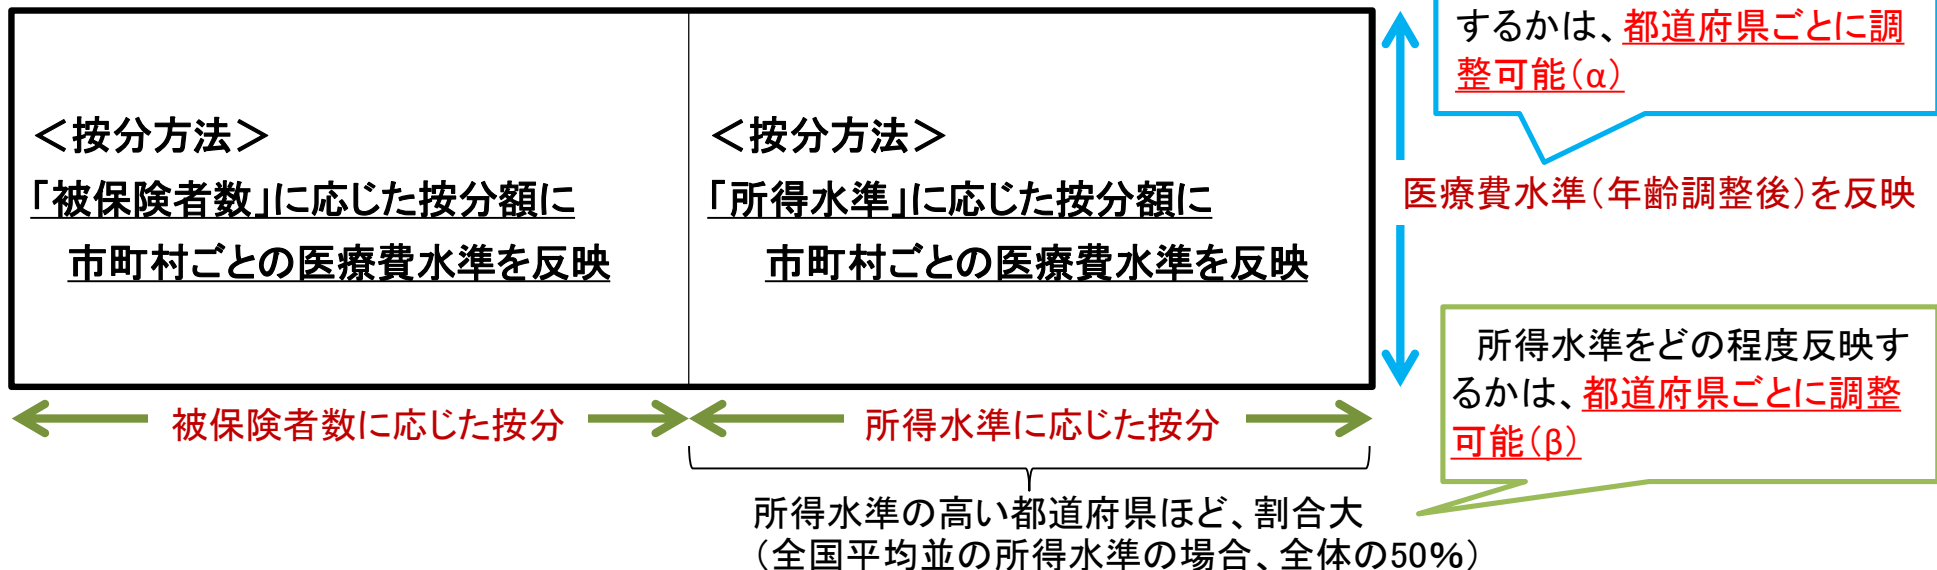 するかは、都道府県ごとに調
整可能（α）
＜按分方法＞
「被保険者数」に応じた按分額に
市町村ごとの医療費水準を反映
＜按分方法＞
「所得水準」に応じた按分額に
市町村ごとの医療費水準を反映
医療費水準（年齢調整後）を反映
所得水準をどの程度反映す
るかは、都道府県ごとに調整
可能（β）
被保険者数に応じた按分
所得水準に応じた按分
所得水準の高い都道府県ほど、割合大
（全国平均並の所得水準の場合、全体の50%）